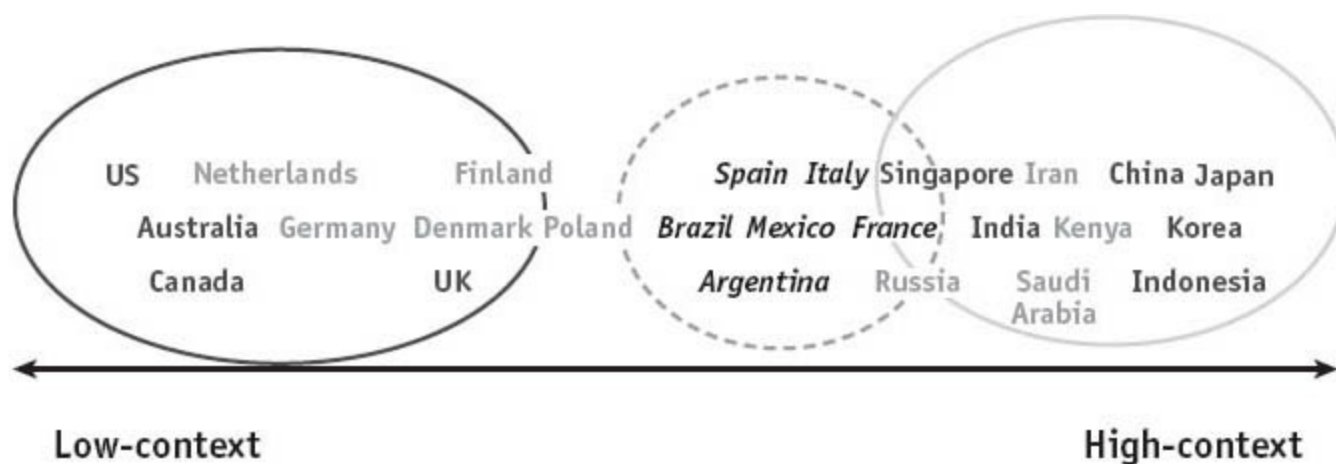 US Netherlands Finland Spain Italy Singapore Iran China Japan
Australia Germany Denmark Poland Brazil Mexico France India Kenya Korea
Canada UK Argentina Russia Saudi Arabia Indonesia
Low-context High-context